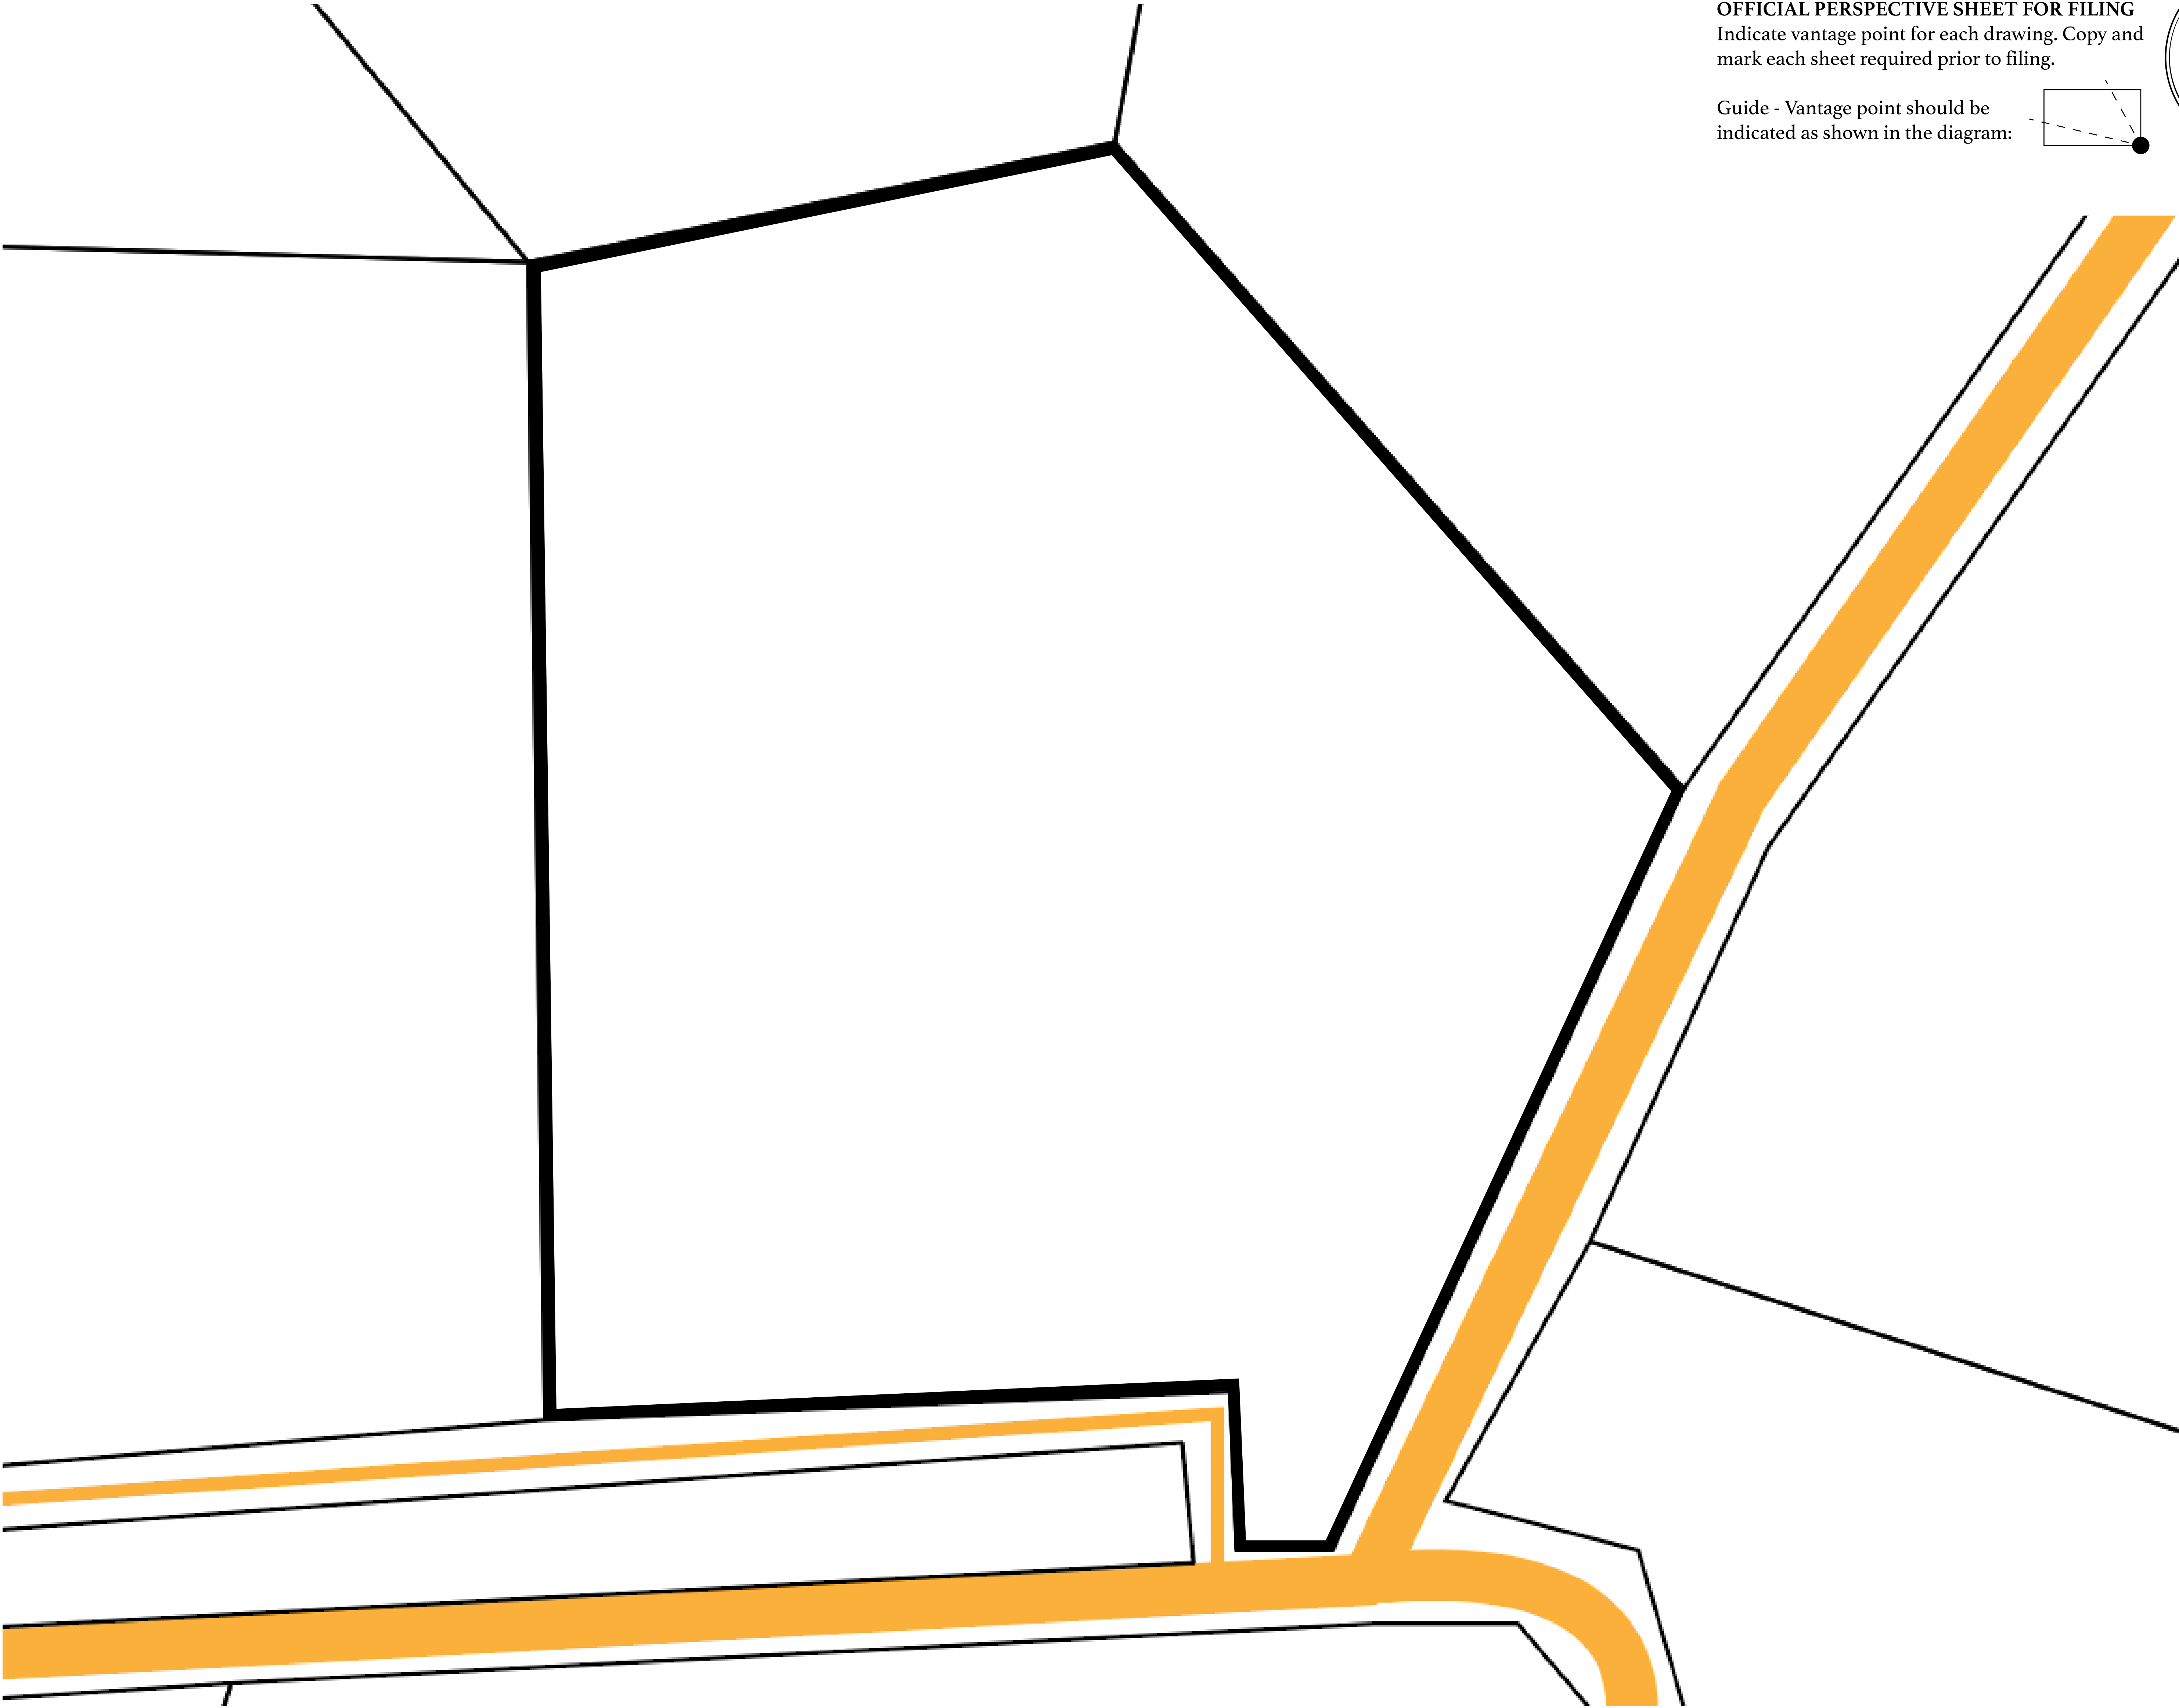 OFFICIAL PERSPECTIVE SHEET FOR FILING
Indicate vantage point for each drawing. Copy and
mark each sheet required prior to filing.
Guide - Vantage point should be
indicated as shown in the diagram: